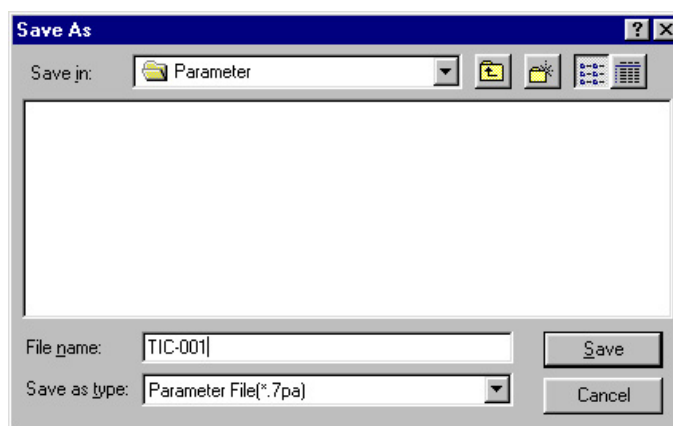 Save As
Save in: Parameter
File name: TIC-001
Save
Save as type: Parameter File(*.7pa)
Cancel